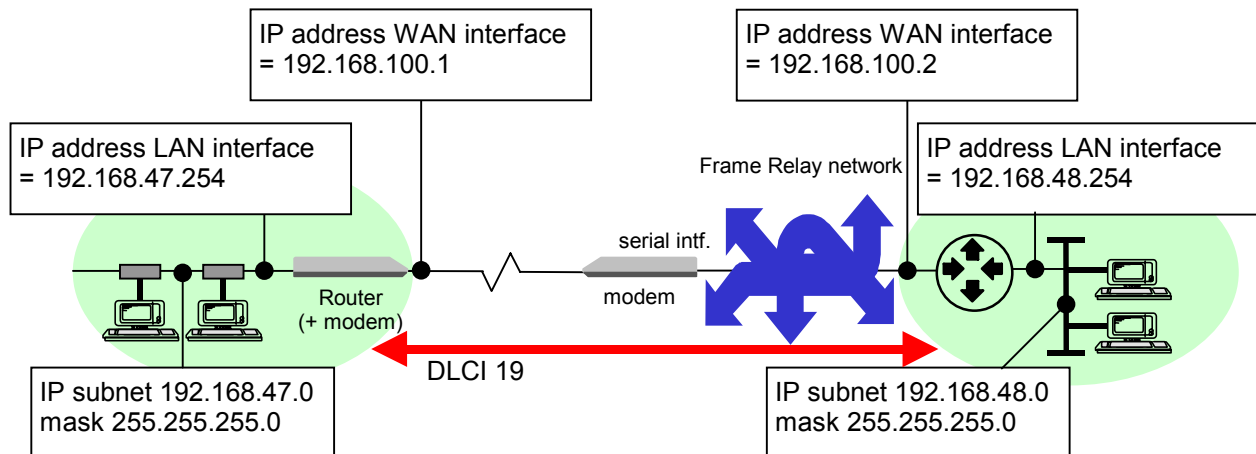 IP address WAN interface
= 192.168.100.1
IP address WAN interface
= 192.168.100.2
IP address LAN interface
= 192.168.47.254
Frame Relay network
IP address LAN interface
= 192.168.48.254
serial intf.
Router
(+ modem)
modem
DLCI 19
IP subnet 192.168.47.0
mask 255.255.255.0
IP subnet 192.168.48.0
mask 255.255.255.0